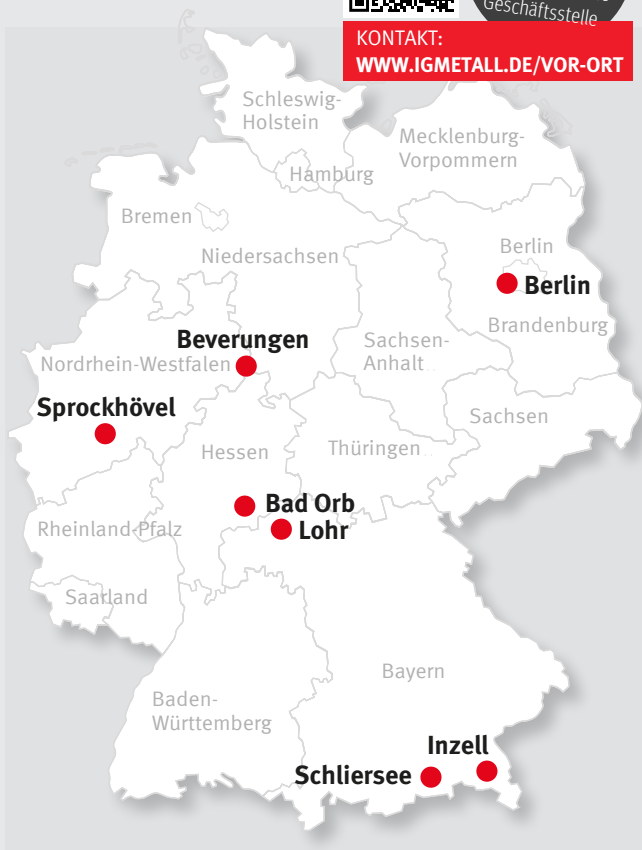 Geschäftsstelle
KONTAKT:
WWW.IGMETALL.DE/VOR-ORT
Schleswig-
Holstein
Mecklenburg-
Vorpommern
Hamburg
Bremen
Niedersachsen
Berlin
Berlin
Brandenburg
Beverungen
Sachsen-
Anhalt
Nordrhein-Westfalen
Sprockhövel
Sachsen
Hessen
Thüringen
Bad Orb
Lohr
Rheinland-Pfalz
Saarland
Bayern
Baden-
Württemberg
Inzell
Schliersee